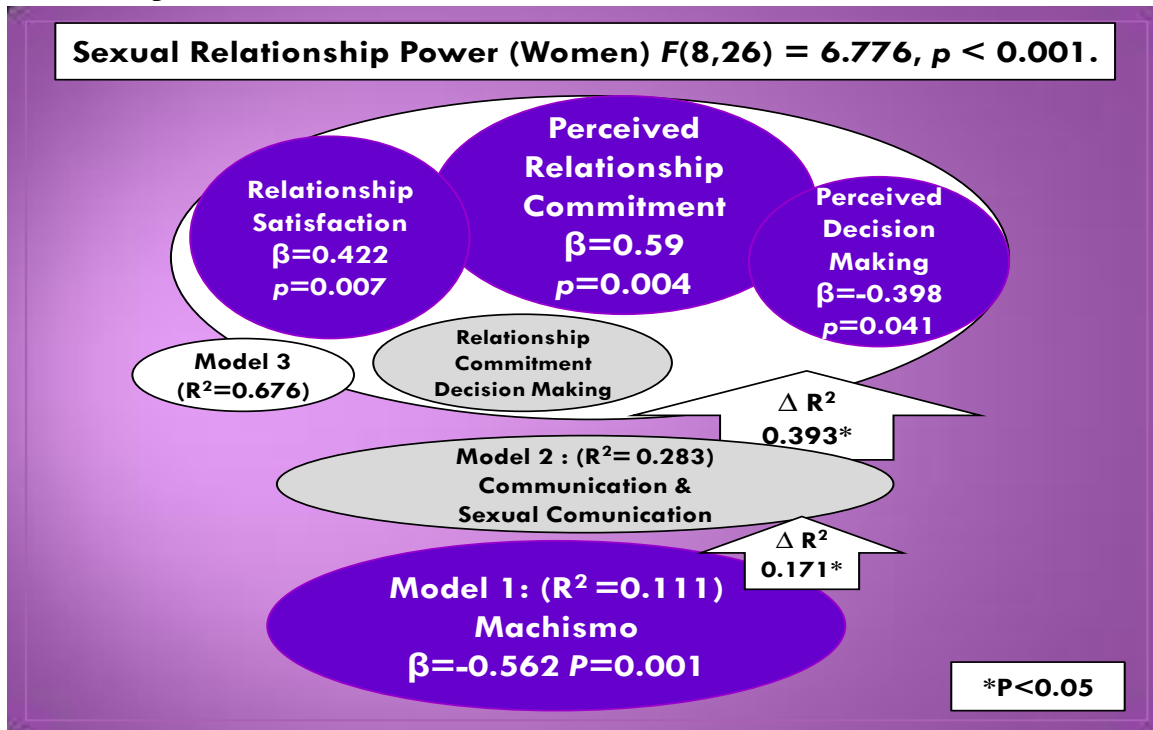 Sexual Relationship Power (Women) F(8,26) = 6.776, p < 0.001.
Perceived
Relationship
Commitment
β=0.59
p=0.004
Relationship
Satisfaction
β=0.422
p=0.007
Perceived
Decision
Making
β=-0.398
p=0.041
Relationship
Commitment
Decision Making
Model 3
(R²=0.676)
Δ R²
0.393*
Model 2 : (R²= 0.283)
Communication &
Sexual Comunication
Δ R²
0.171*
Model 1: (R² =0.111)
Machismo
β=-0.562 P=0.001
*P<0.05